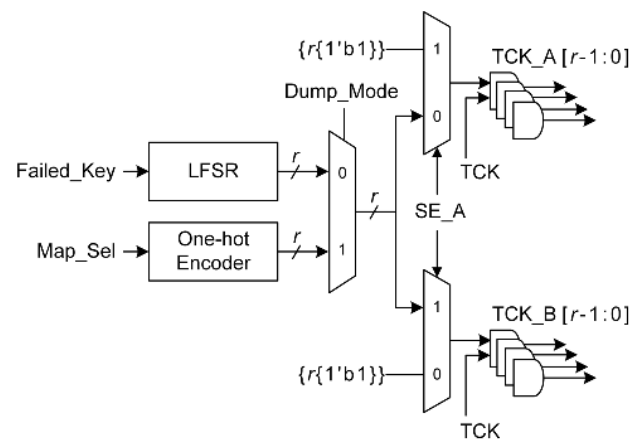 {r{1'b1}}
1
TCK_A [r-1:0]
Dump_Mode
0
TCK
Failed_Key
LFSR
r
0
r
SE_A
Map_Sel
One-hot
Encoder
r
1
1
TCK_B [r-1:0]
{r{1'b1}}
0
TCK